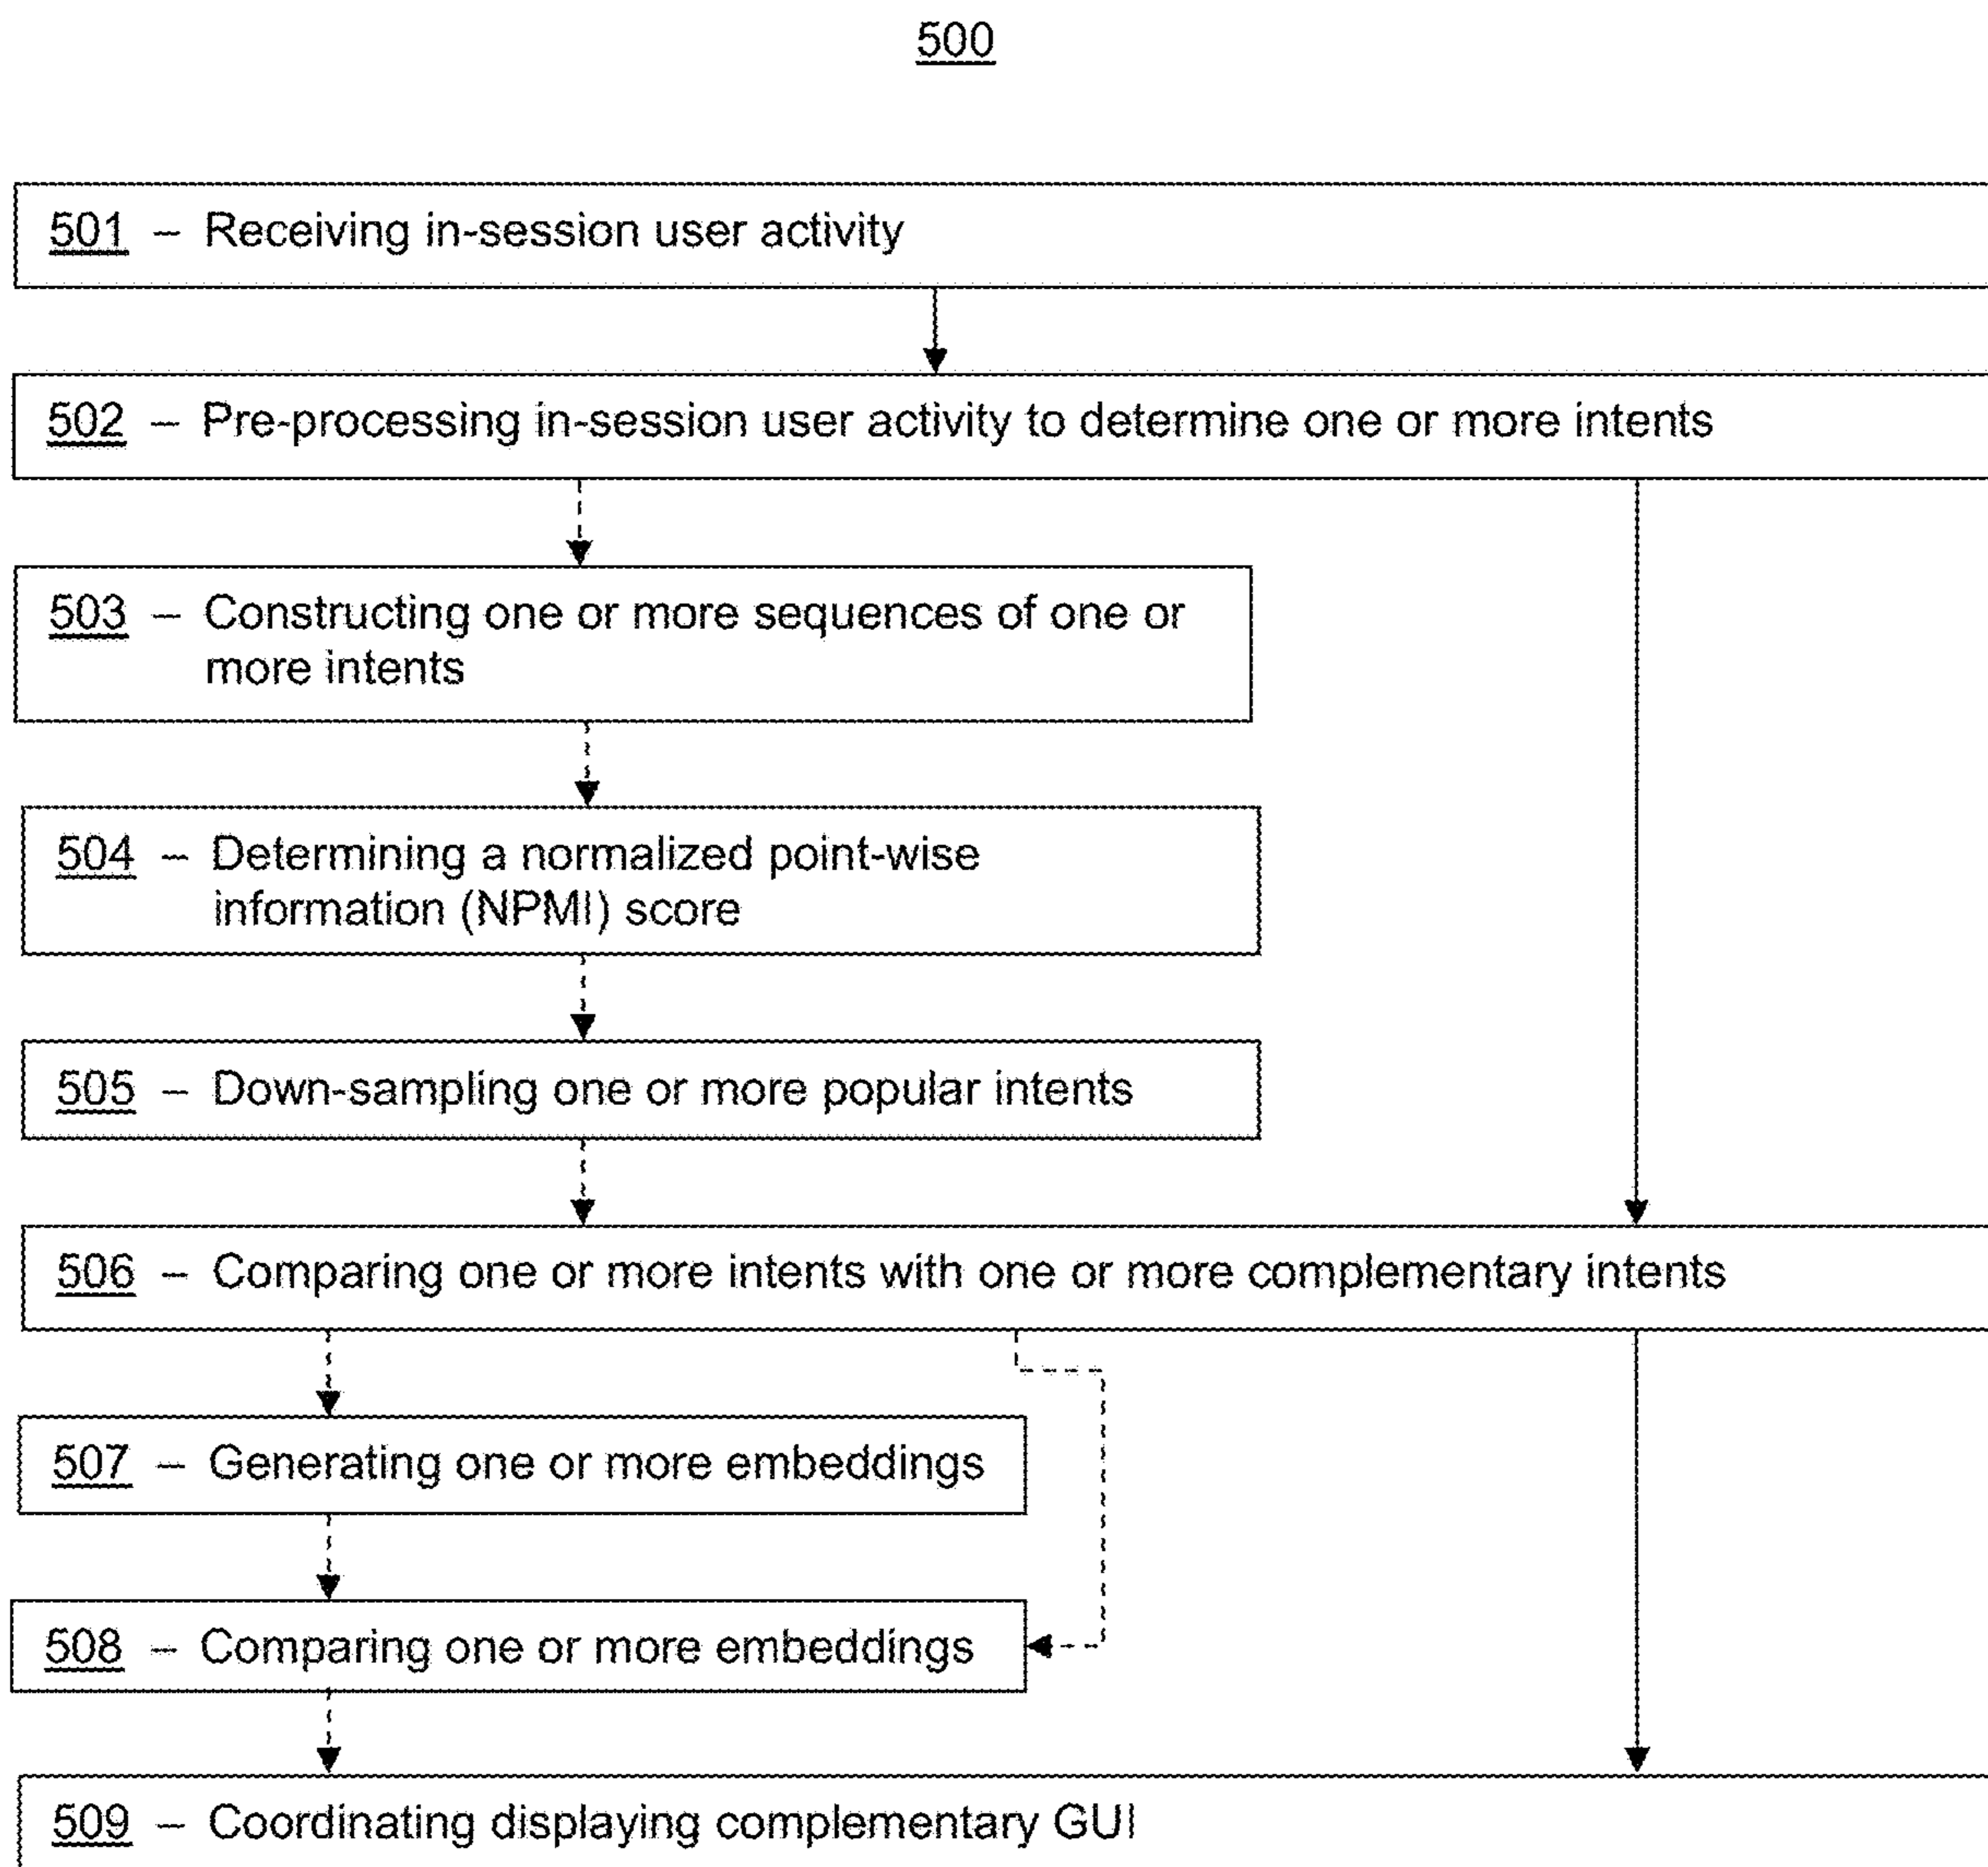 500
501 – Receiving in-session user activity
502 – Pre-processing in-session user activity to determine one or more intents
503 – Constructing one or more sequences of one or
more intents
504 – Determining a normalized point-wise
information (NPMI) score
505 – Down-sampling one or more popular intents
506 – Comparing one or more intents with one or more complementary intents
507 – Generating one or more embeddings
508 – Comparing one or more embeddings
509 – Coordinating displaying complementary GUI